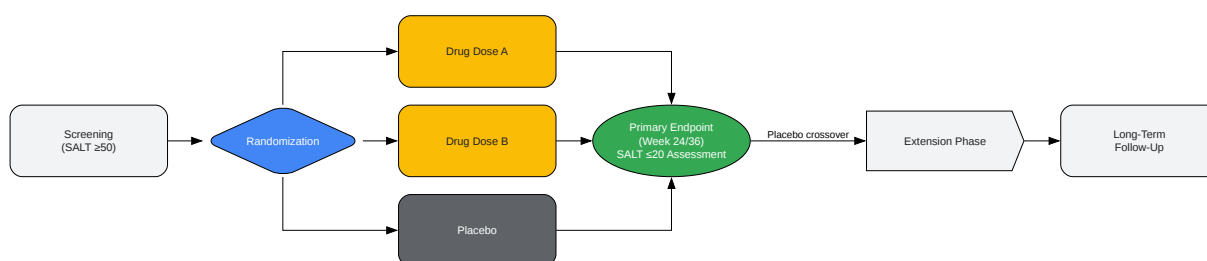 Screening
(SALT ≥50)
Randomization
Drug Dose A
Drug Dose B
Placebo
Primary Endpoint
(Week 24/36)
SALT ≤20 Assessment
Placebo crossover
Extension Phase
Long-Term
Follow-Up